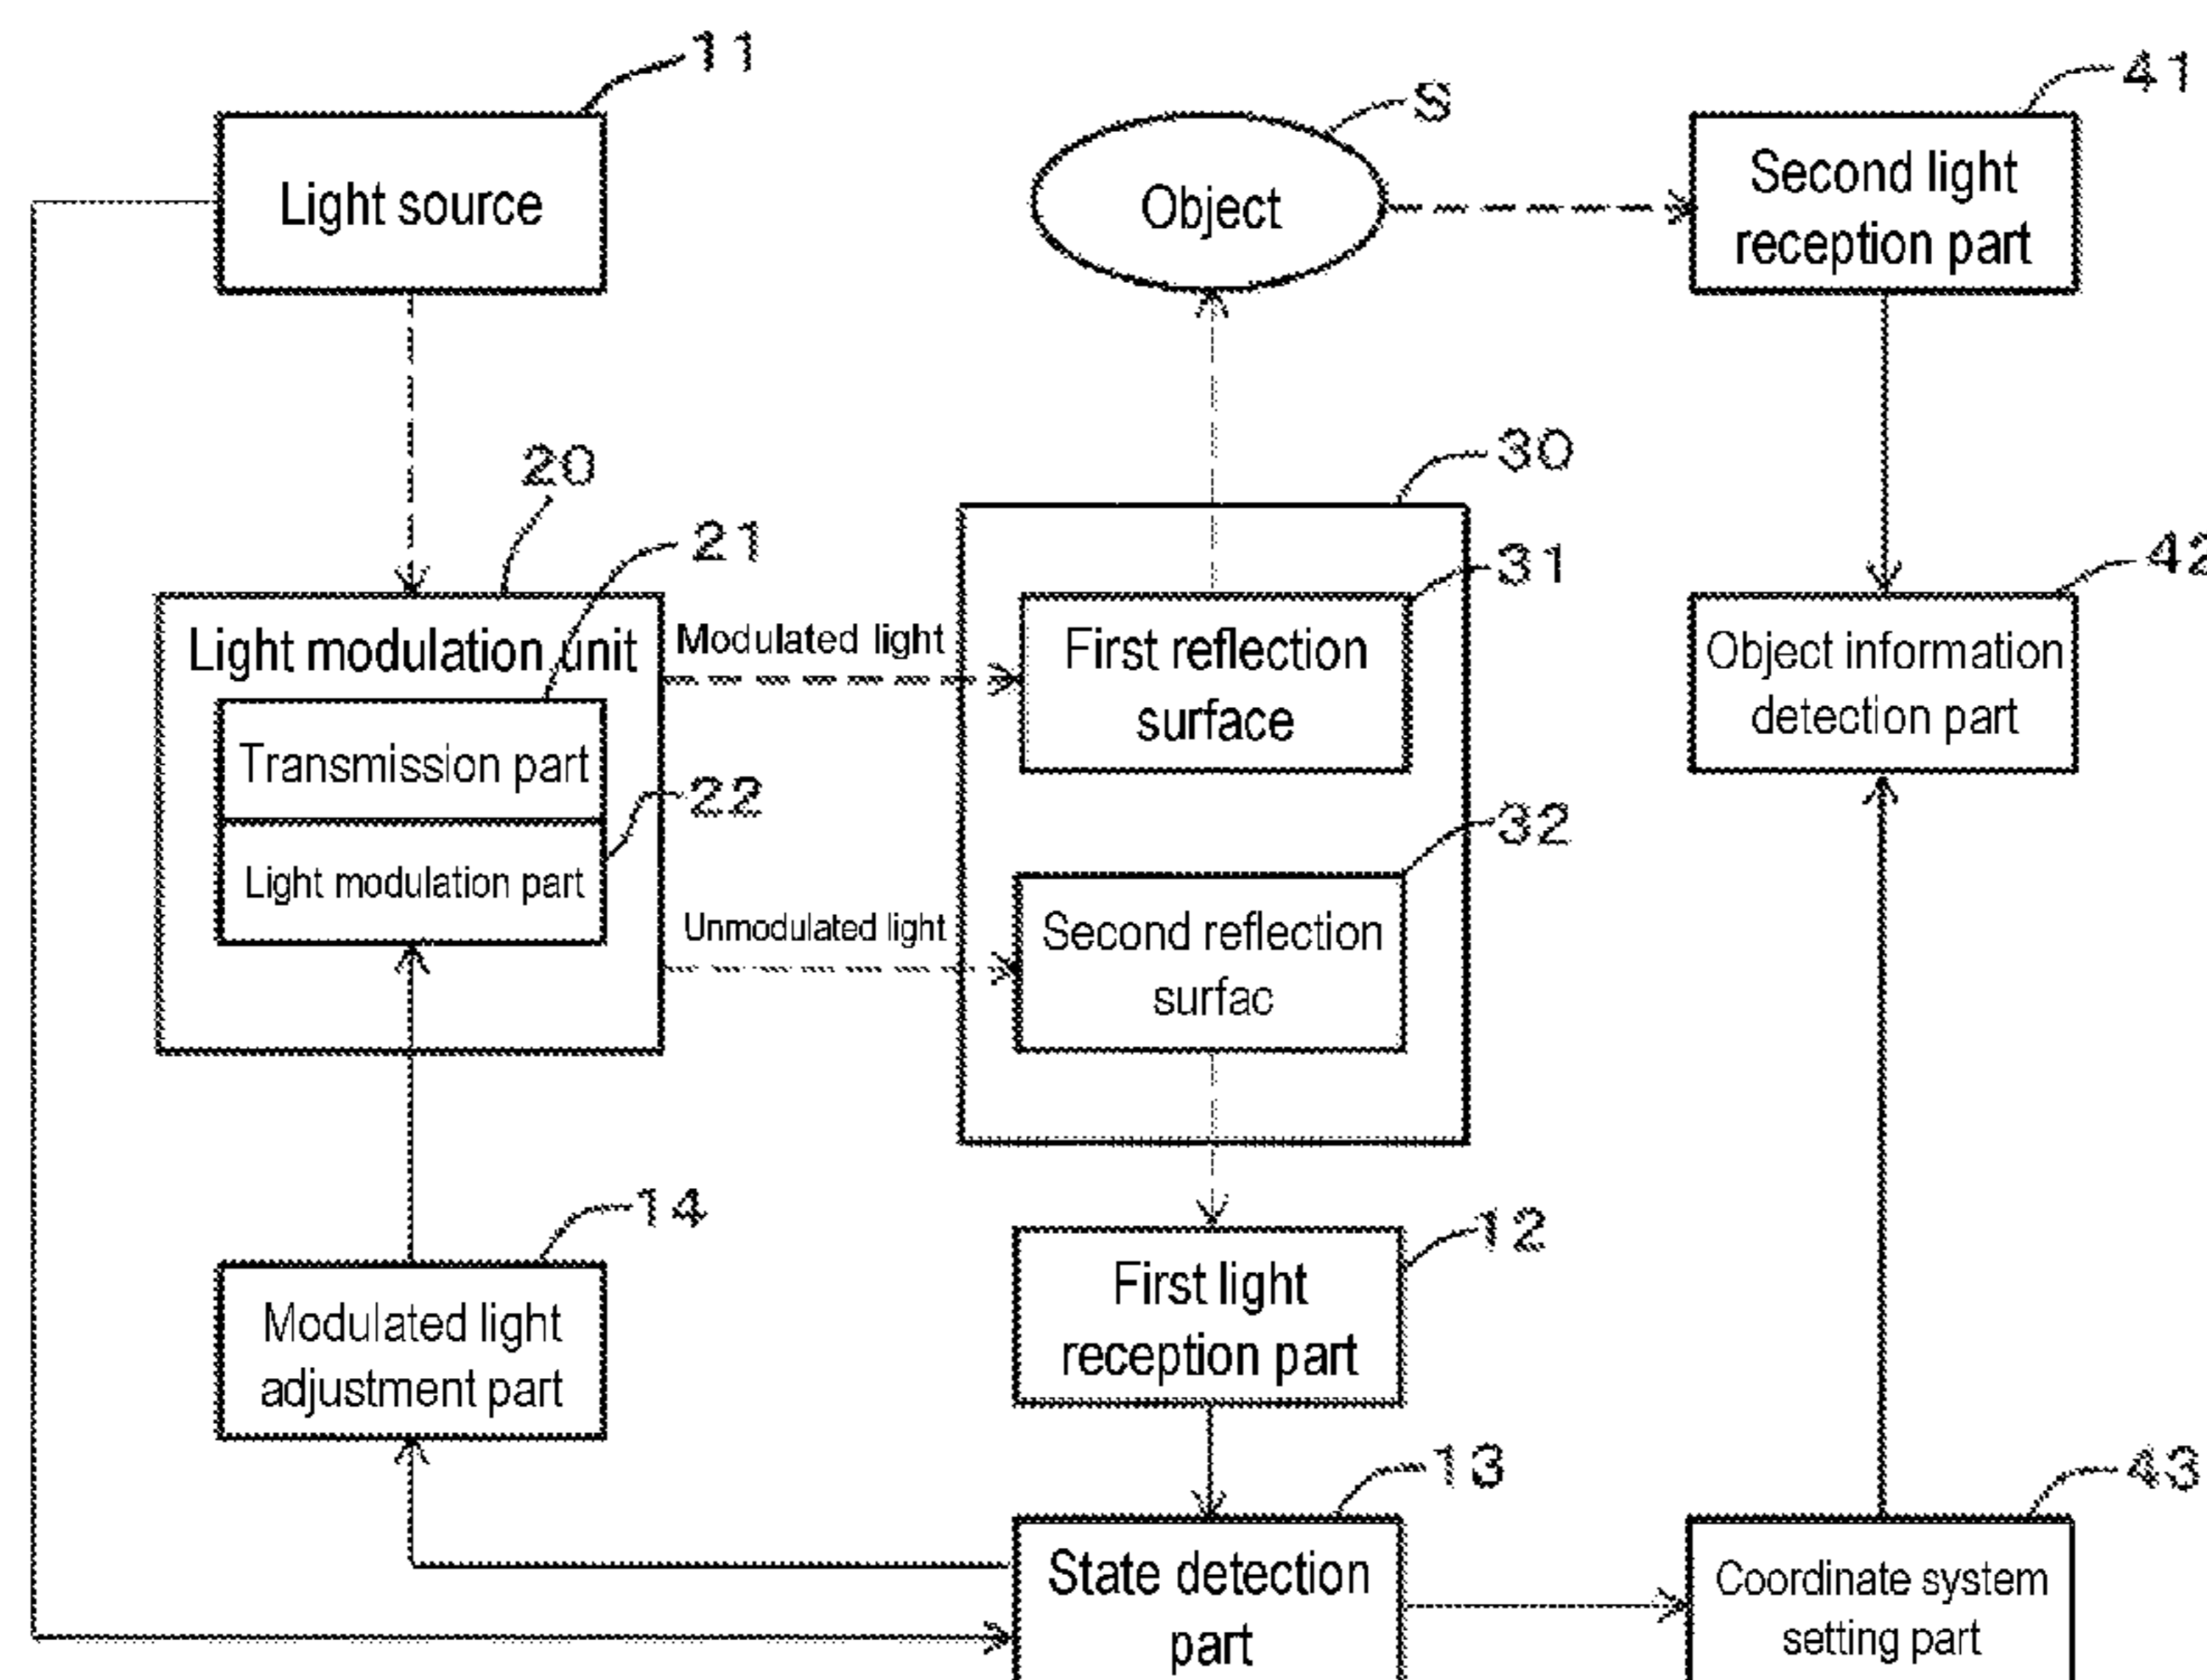 11
S
41
Light source
Object
Second light
reception part
20
30
21
31
42
Light modulation unit
Modulated light
First reflection
surface
Object information
detection part
Transmission part
22
32
Light modulation part
Unmodulated light
Second reflection
surfac
14
12
Modulated light
adjustment part
First light
reception part
13
43
State detection
part
Coordinate system
setting part